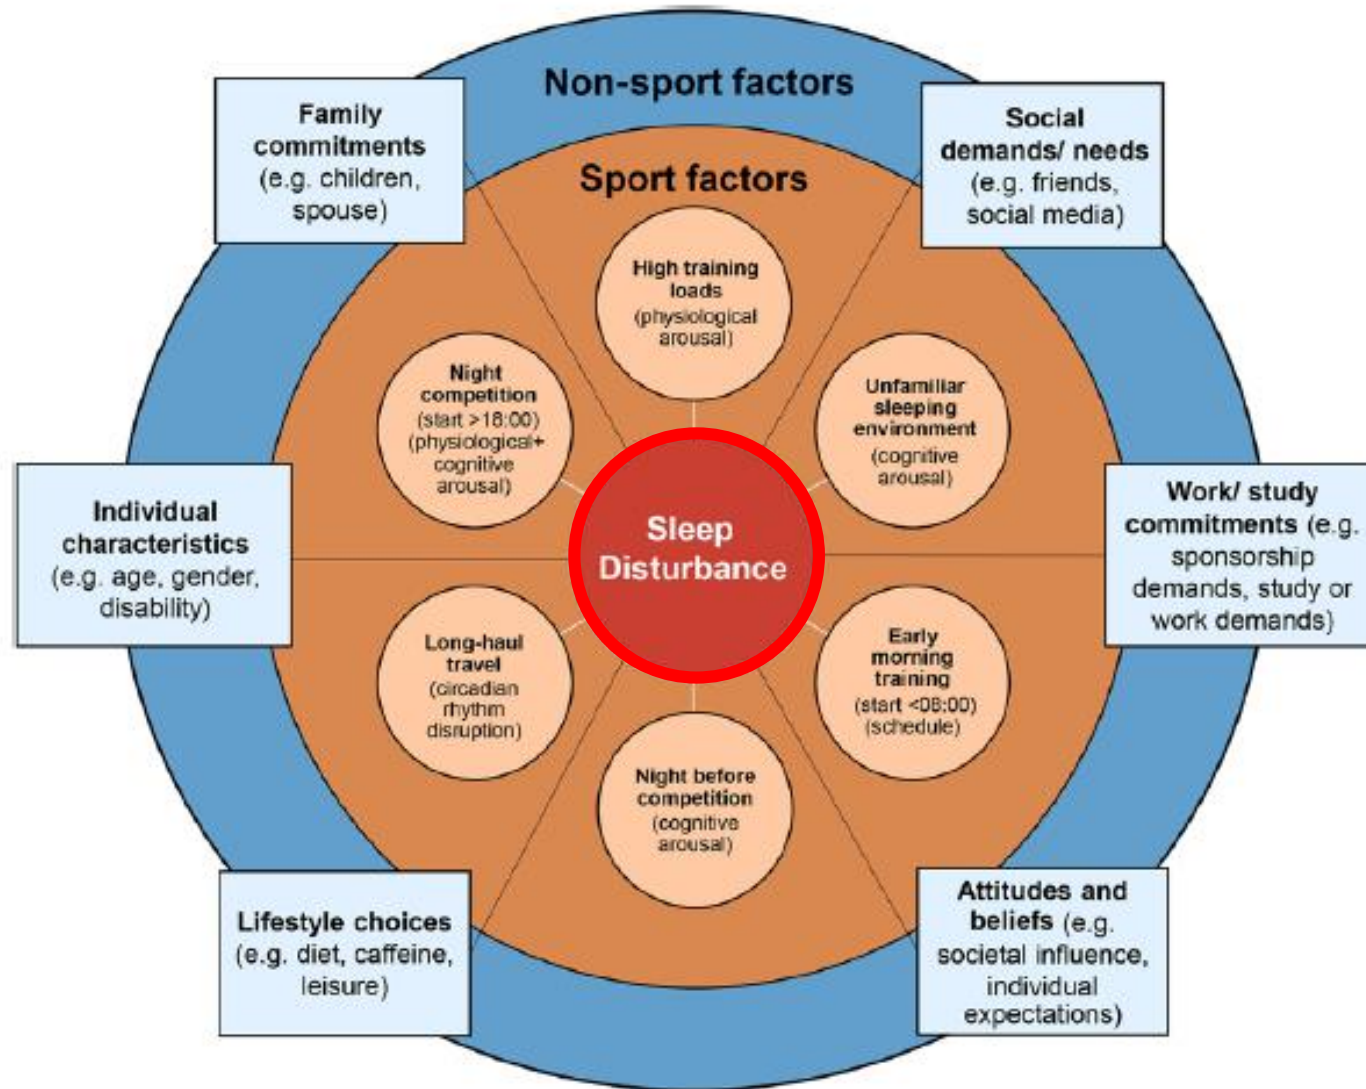 Non-sport factors
Family
commitments
(e.g. children,
spouse)
Social
demands/ needs
(e.g. friends,
social media)
Sport factors
High training
loads
(physiological
arousal)
Night
competition
(start >18:00)
(physiological+
cognitive
arousal)
Unfamiliar
sleeping
environment
(cognitive
arousal)
Individual
characteristics
(e.g. age, gender,
disability)
Sleep
Disturbance
Work/ study
commitments (e.g.
sponsorship
demands, study or
work demands)
Long-haul
travel
(circadian
rhythm
disruption)
Early
morning
training
(start <08:00)
(schedule)
Night before
competition
(cognitive
arousal)
Lifestyle choices
(e.g. diet, caffeine,
leisure)
Attitudes and
beliefs (e.g.
societal influence,
individual
expectations)